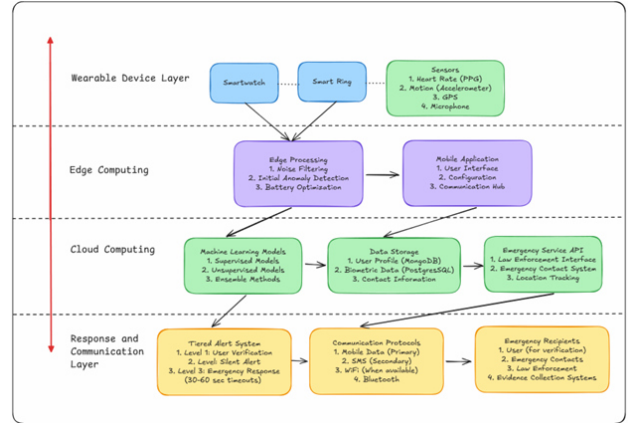 Wearable Device Layer
Smartwatch
Smart Ring
Sensors
1. Heart Rate (PPG)
2. Motion (Accelerometer)
3. GPS
4. Microphone
Edge Computing
Edge Processing
1. Noise Filtering
2. Initial Anomaly Detection
3. Battery Optimization
Mobile Application
1. User Interface
2. Configuration
3. Communication Hub
Cloud Computing
Machine Learning Models
1. Supervised Models
2. Unsupervised Models
3. Ensemble Methods
Data Storage
1. User Profile (MongoDB)
2. Biometric Data (PostgresSQL)
3. Contact Information
Emergency Service API
1. Law Enforcement Interface
2. Emergency Contact System
3. Location Tracking
Response and
Communication
Layer
Tiered Alert System
1. Level 1: User Verification
2. Level: Silent Alert
3. Level 3: Emergency Response
(30-60 sec timeouts)
Communication Protocols
1. Mobile Data (Primary)
2. SMS (Secondary)
3. WiFi (When available)
4. Bluetooth
Emergency Recipients
1. User (for verification)
2. Emergency Contacts
3. Law Enforcement
4. Evidence Collection Systems